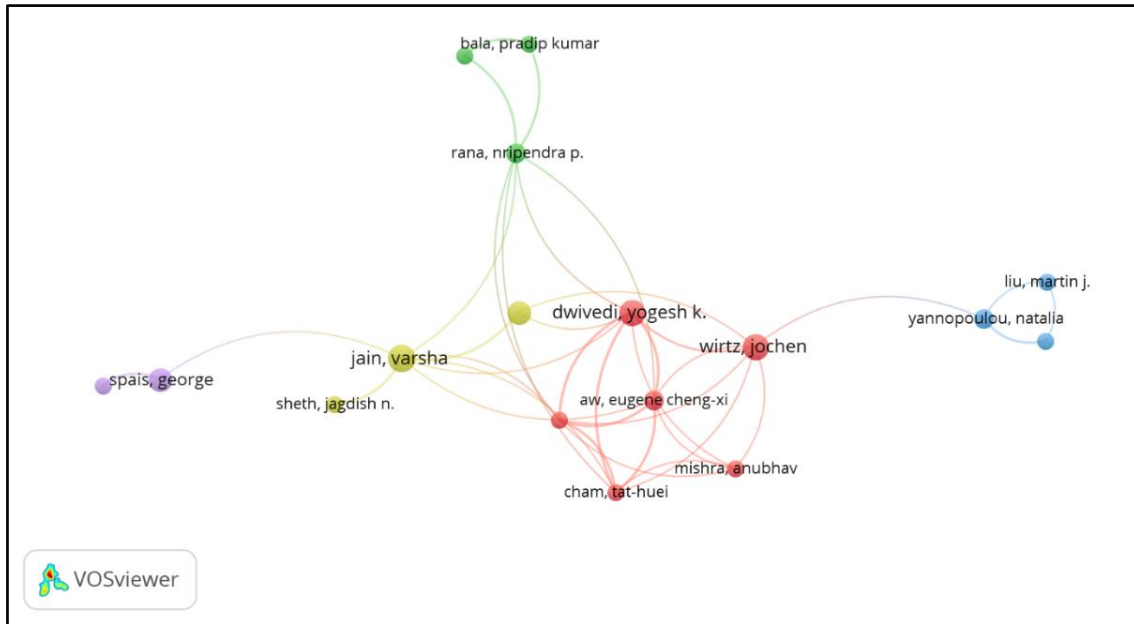 bala, pradip kumar
rana, nripendra p.
liu, martin j.
dwivedi, yogesh k.
yannopoulou, natalia
wirtz, jochen
jain, varsha
spais, george
aw, eugene cheng-xi
sheth, jagdish n.
mishra, anubhav
cham, tat-huei
VOSviewer